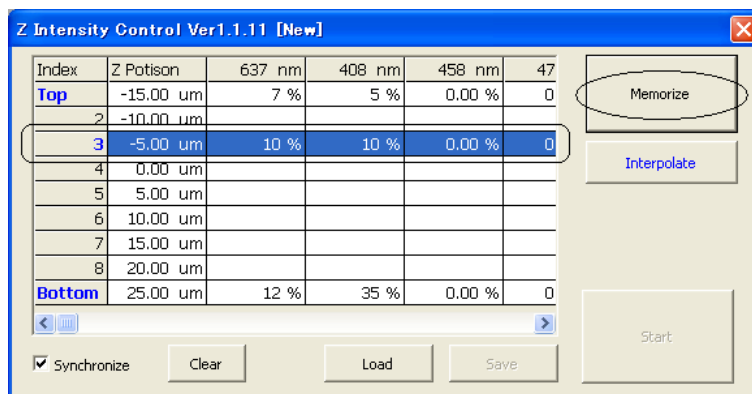 Z Intensity Control Ver1.1.11 [New]
Index Z Potison 637 nm 408 nm 458 nm 47
Top -15.00 um 7 % 5 % 0.00 % 0
2 -10.00 um
3 -5.00 um 10 % 10 % 0.00 % 0
4 0.00 um
5 5.00 um
6 10.00 um
7 15.00 um
8 20.00 um
Bottom 25.00 um 12 % 35 % 0.00 % 0
Memorize
Interpolate
Start
Synchronize Clear Load Save